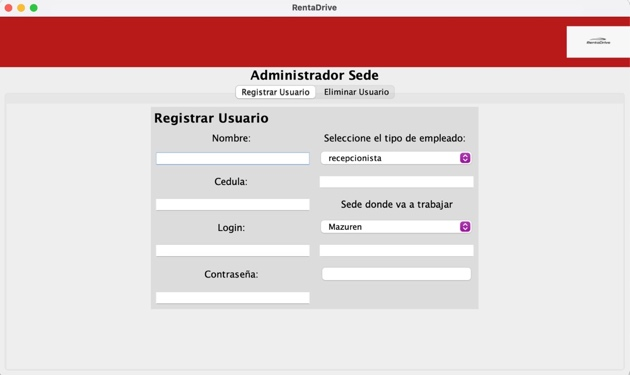 RentaDrive
RentaDrive
Administrador Sede
Registrar Usuario
Eliminar Usuario
Registrar Usuario
Nombre:
Seleccione el tipo de empleado:
recepcionista
Cedula:
Sede donde va a trabajar
Login:
Mazuren
Contraseña: